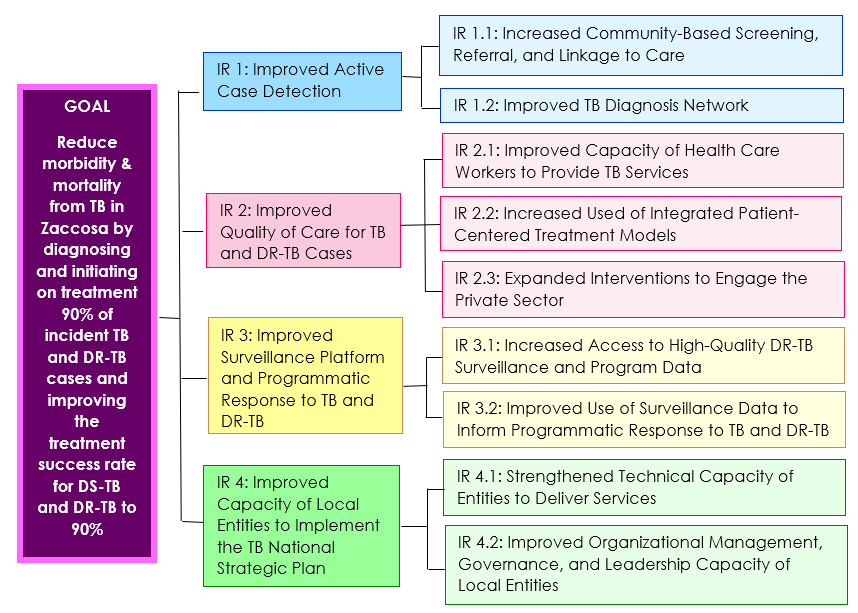 GOAL
Reduce
morbidity &
mortality
from TB in
Zaccosa by
diagnosing
and initiating
on treatment
90% of
incident TB
and DR-TB
cases and
improving
the
treatment
success rate
for DS-TB
and DR-TB to
90%
IR 1: Improved Active
Case Detection
IR 1.1: Increased Community-Based Screening,
Referral, and Linkage to Care
IR 1.2: Improved TB Diagnosis Network
IR 2: Improved
Quality of Care for TB
and DR-TB Cases
IR 2.1: Improved Capacity of Health Care
Workers to Provide TB Services
IR 2.2: Increased Used of Integrated Patient-
Centered Treatment Models
IR 2.3: Expanded Interventions to Engage the
Private Sector
IR 3: Improved
Surveillance Platform
and Programmatic
Response to TB and
DR-TB
IR 3.1: Increased Access to High-Quality DR-TB
Surveillance and Program Data
IR 3.2: Improved Use of Surveillance Data to
Inform Programmatic Response to TB and DR-TB
IR 4: Improved
Capacity of Local
Entities to Implement
the TB National
Strategic Plan
IR 4.1: Strengthened Technical Capacity of
Entities to Deliver Services
IR 4.2: Improved Organizational Management,
Governance, and Leadership Capacity of
Local Entities